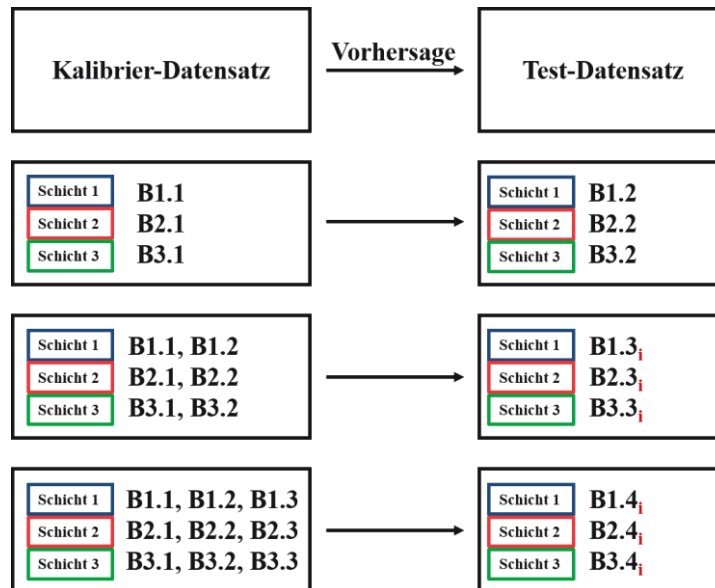 Kalibrier-Datensatz Vorhersage Test-Datensatz
Schicht 1 B1.1 Schicht 1 B1.2
Schicht 2 B2.1 Schicht 2 B2.2
Schicht 3 B3.1 Schicht 3 B3.2
Schicht 1 B1.1, B1.2 Schicht 1 B1.3i
Schicht 2 B2.1, B2.2 Schicht 2 B2.3i
Schicht 3 B3.1, B3.2 Schicht 3 B3.3i
Schicht 1 B1.1, B1.2, B1.3 Schicht 1 B1.4i
Schicht 2 B2.1, B2.2, B2.3 Schicht 2 B2.4i
Schicht 3 B3.1, B3.2, B3.3 Schicht 3 B3.4i